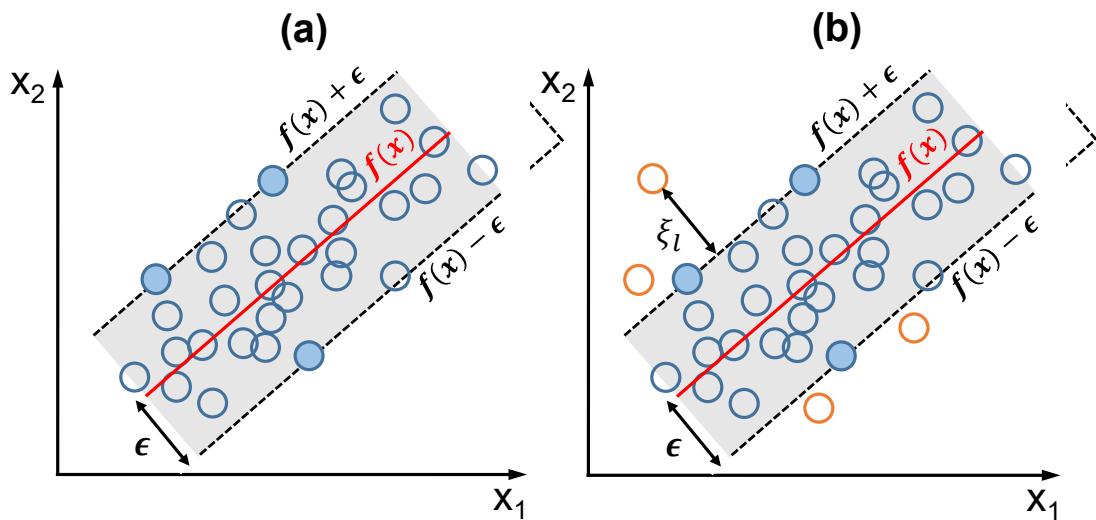 (a)
x₂
f(x) + ϵ
f(x)
f(x) − ϵ
ϵ
x₁
(b)
x₂
f(x) + ϵ
f(x)
ξₗ
f(x) − ϵ
ϵ
x₁